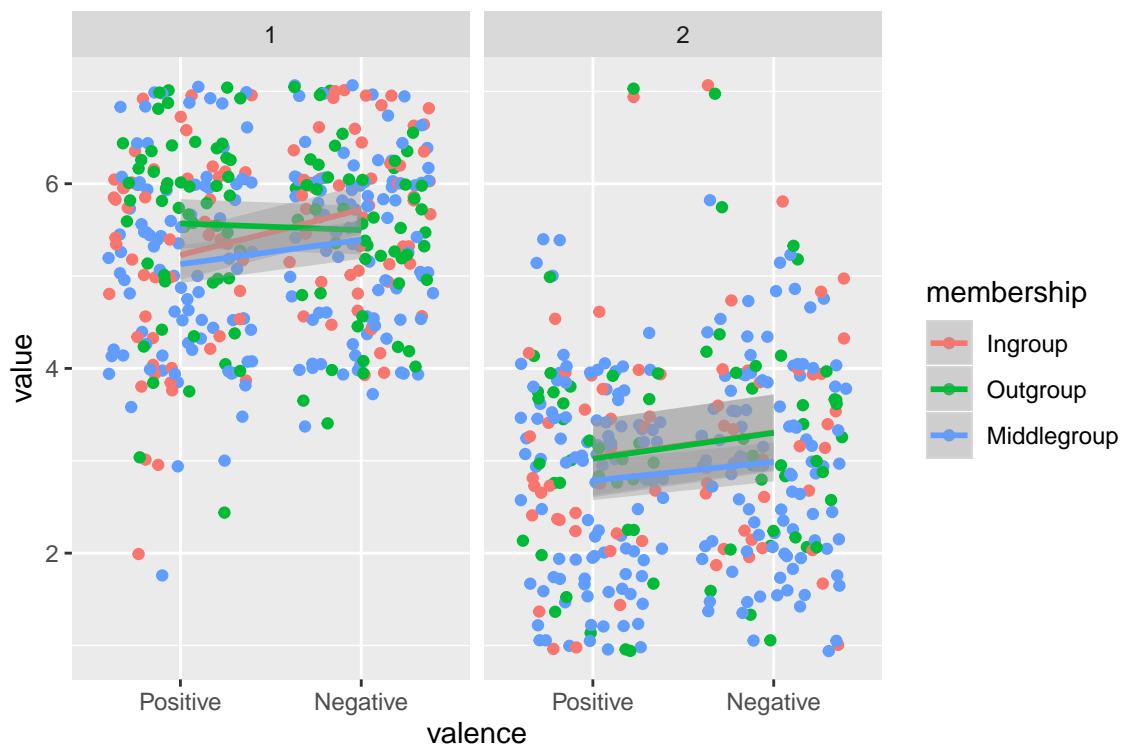 1
2
value
6
4
2
Positive
Negative
Positive
Negative
valence
membership
Ingroup
Outgroup
Middlegroup